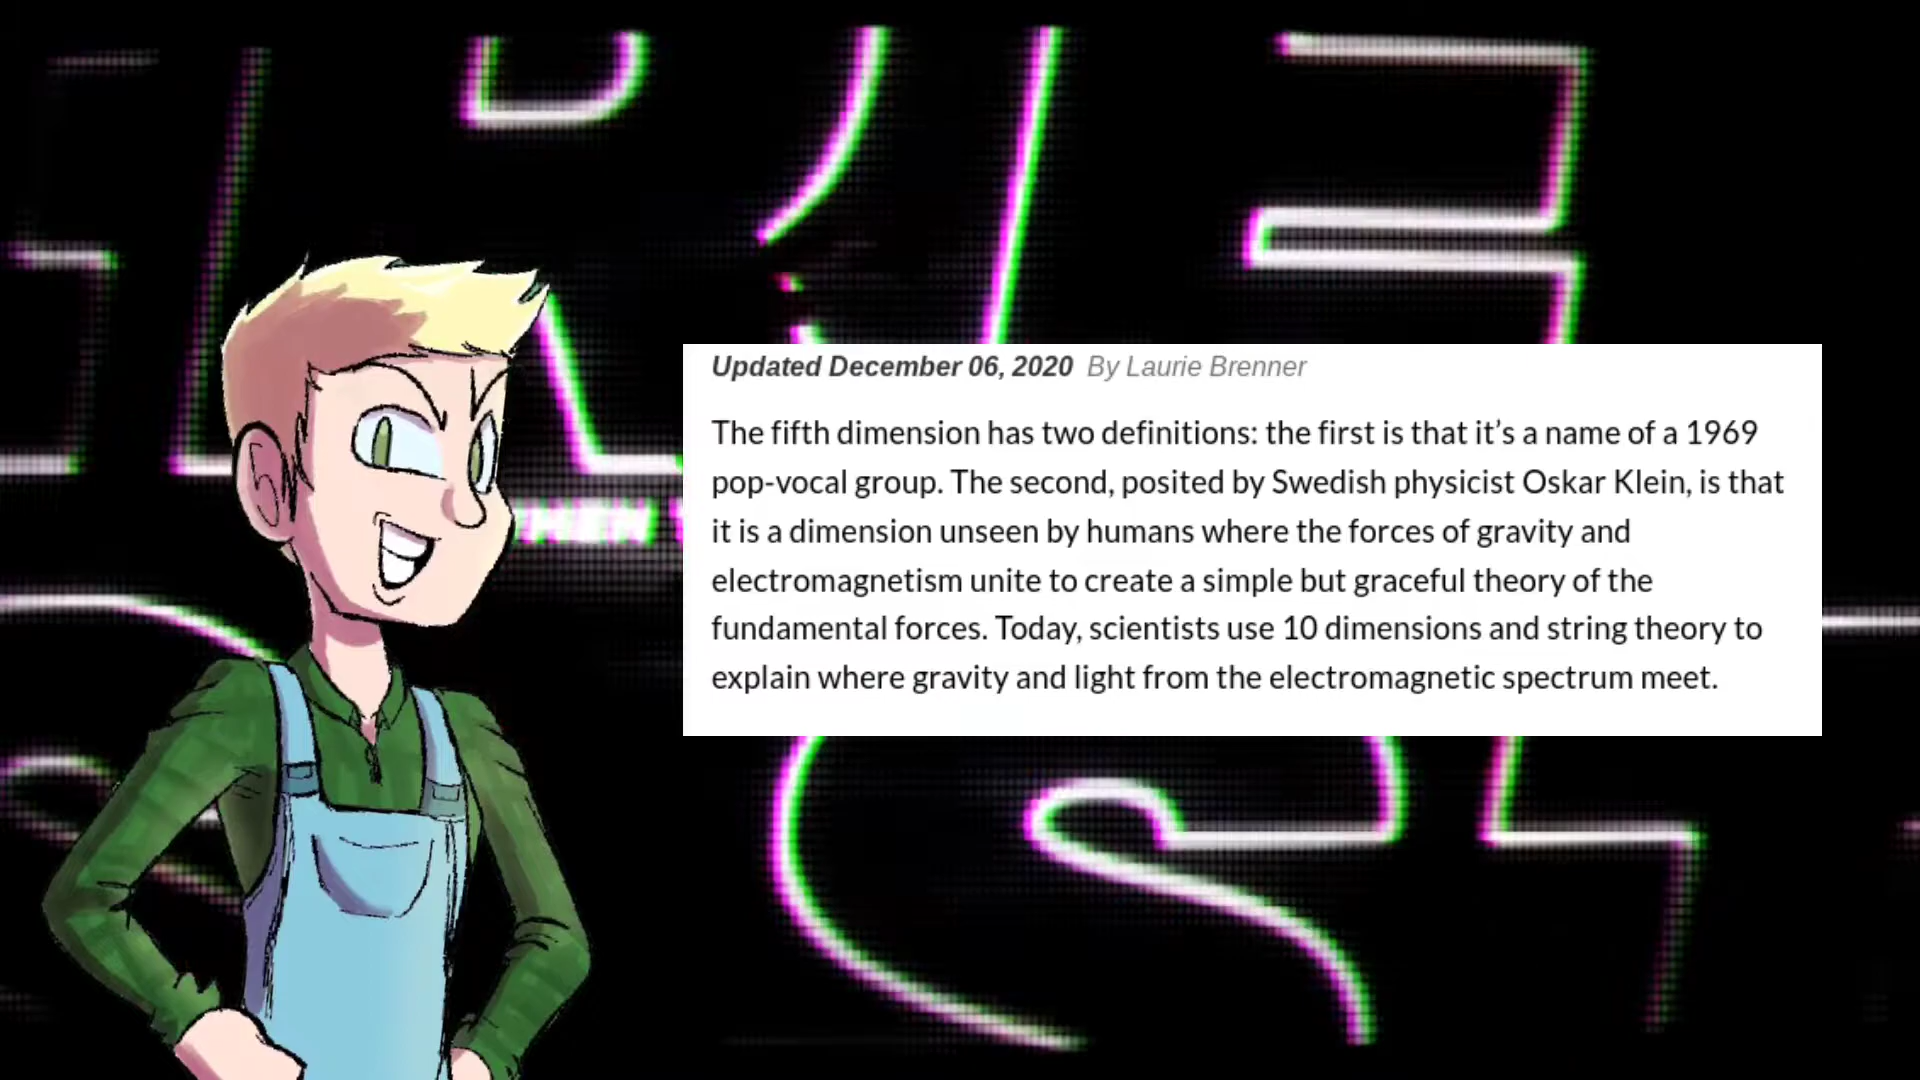 Updated December 06, 2020 By Laurie Brenner
The fifth dimension has two definitions: the first is that it’s a name of a 1969
pop-vocal group. The second, posited by Swedish physicist Oskar Klein, is that
it is a dimension unseen by humans where the forces of gravity and
electromagnetism unite to create a simple but graceful theory of the
fundamental forces. Today, scientists use 10 dimensions and string theory to
explain where gravity and light from the electromagnetic spectrum meet.